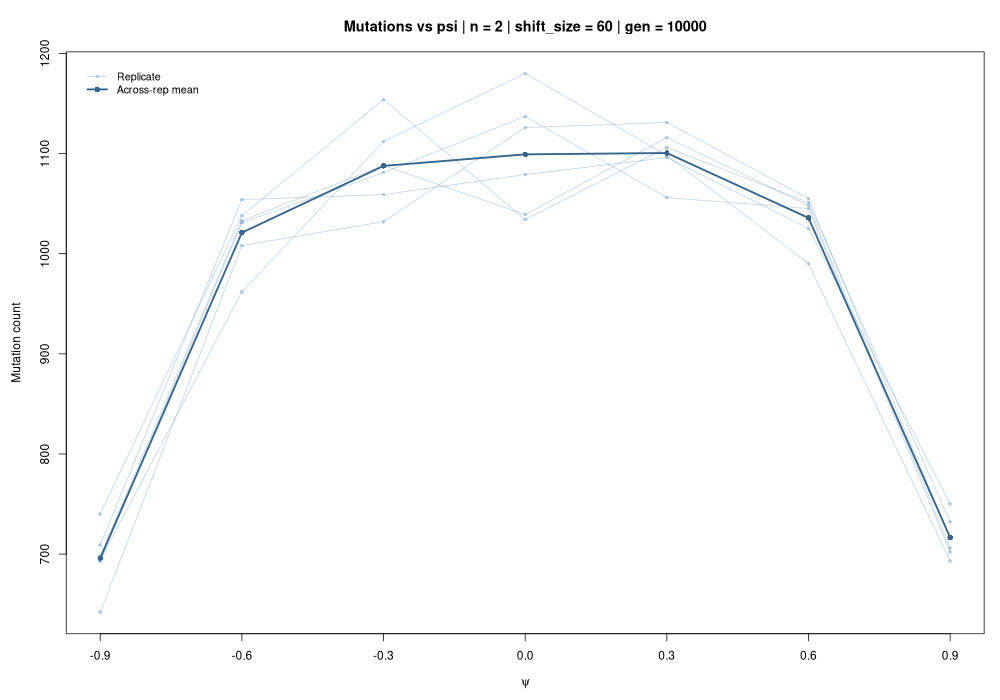 Mutations vs psi | n = 2 | shift_size = 60 | gen = 10000
Replicate
Across-rep mean
Mutation count
1200
1100
1000
900
800
700
-0.9
-0.6
-0.3
0.0
0.3
0.6
0.9
ψ